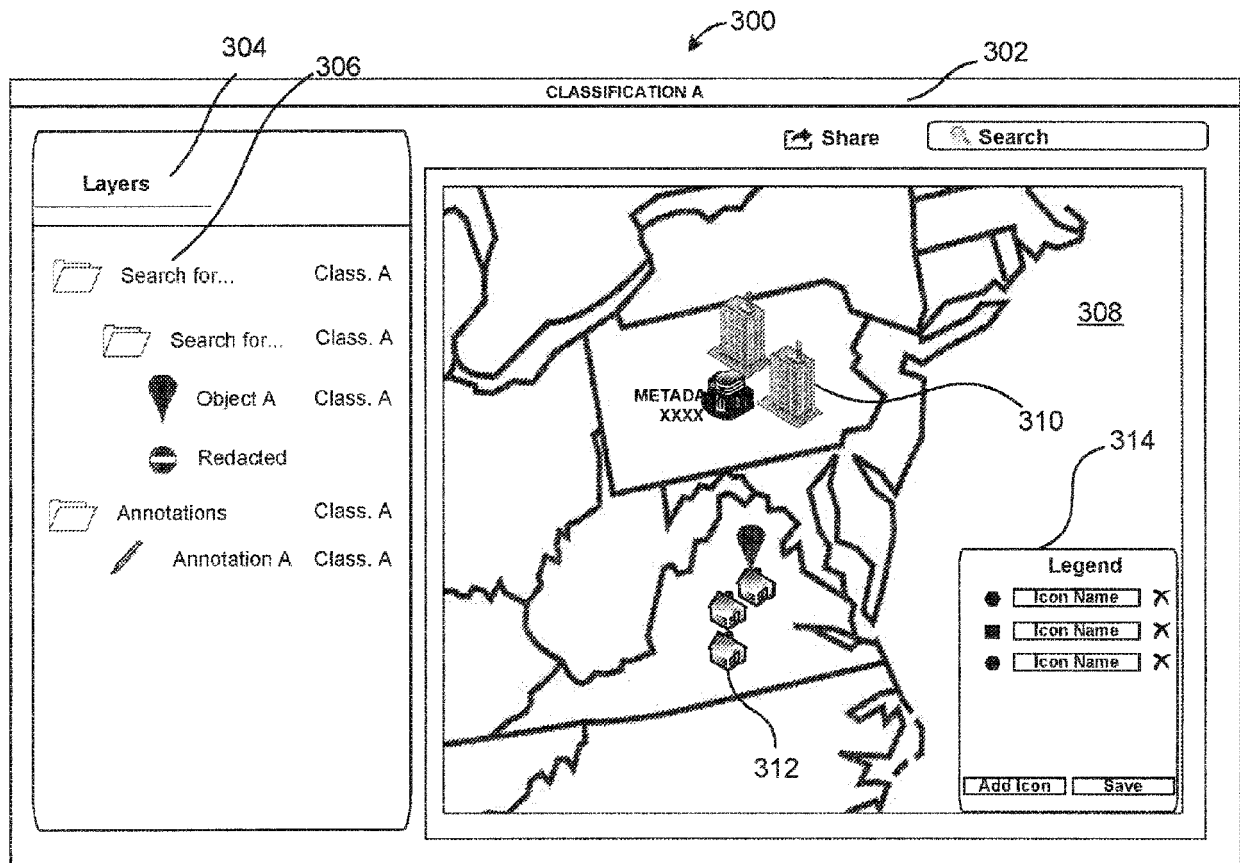 300
304
306
302
CLASSIFICATION A
Share
Search
Layers
Search for... Class. A
Search for... Class. A
Object A Class. A
Redacted
Annotations Class. A
Annotation A Class. A
308
METADA
XXXX
310
314
312
Legend
Icon Name
Icon Name
Icon Name
Add Icon Save